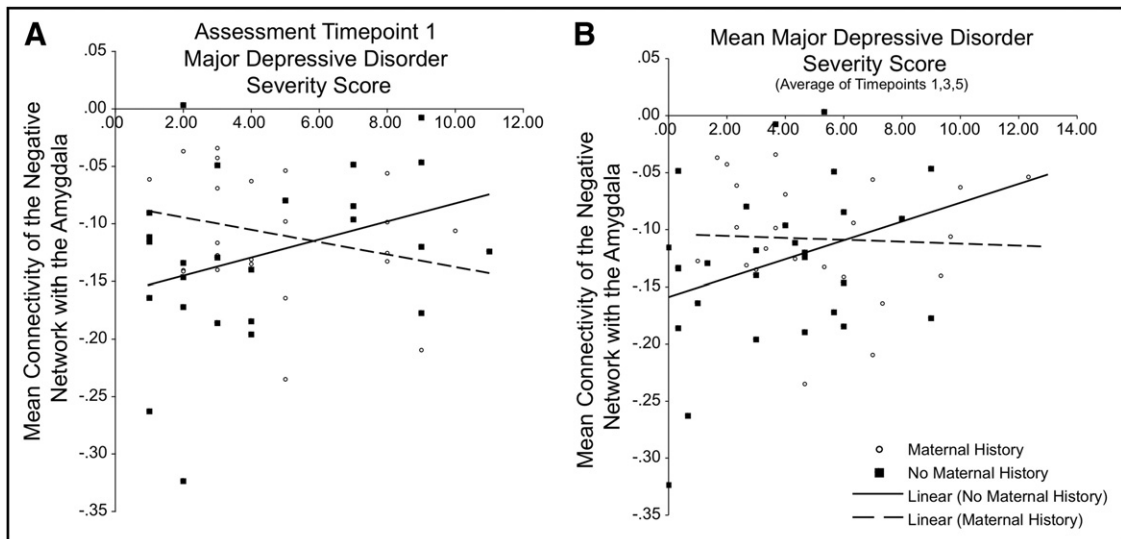 A
Assessment Timepoint 1
Major Depressive Disorder
Severity Score
Mean Connectivity of the Negative
Network with the Amygdala
.05
.00
-.05
-.10
-.15
-.20
-.25
-.30
-.35
.00 2.00 4.00 6.00 8.00 10.00 12.00
B
Mean Major Depressive Disorder
Severity Score
(Average of Timepoints 1,3,5)
Mean Connectivity of the Negative
Network with the Amygdala
.05
.00
-.05
-.10
-.15
-.20
-.25
-.30
-.35
.00 2.00 4.00 6.00 8.00 10.00 12.00 14.00
Maternal History
No Maternal History
Linear (No Maternal History)
Linear (Maternal History)